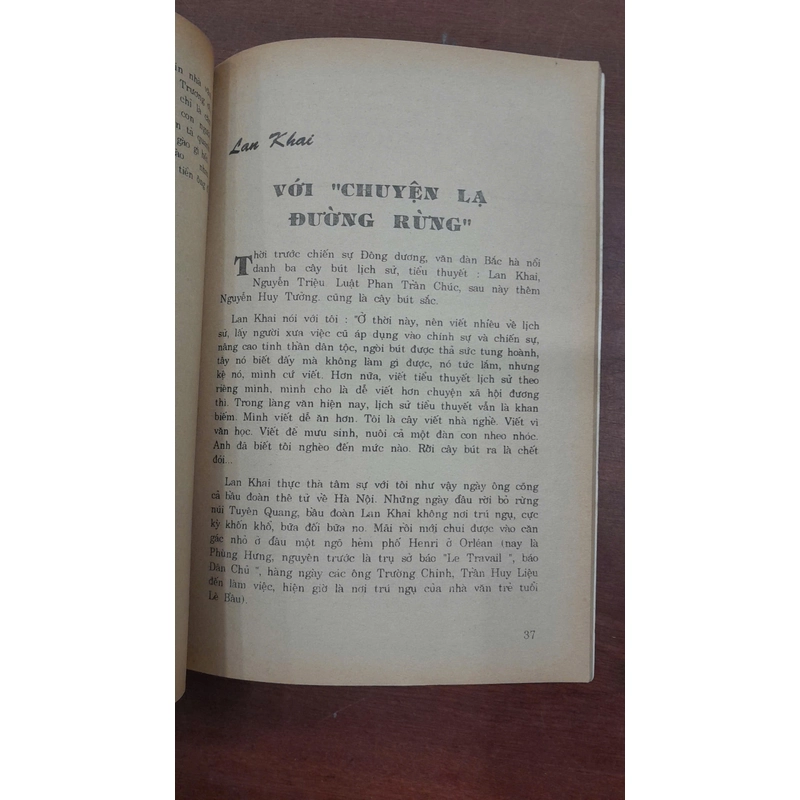 ìn nhà
Trương
chỉ là
con
tả
gào gì
tiến ông
Lan Khai
VỚI "CHUYỆN LẠ
ĐƯỜNG RỪNG"
Thời trước chiến sự Đông dương, văn đàn Bắc hà nổi
danh ba cây bút lịch sử, tiểu thuyết : Lan Khai,
Nguyễn Triệu. Luật Phan Trần Chúc, sau này thêm
Nguyễn Huy Tưởng. cũng là cây bút sắc.
Lan Khai nói với tôi : "Ở thời này, nên viết nhiều về lịch
sử, lấy người xưa việc cũ áp dụng vào chính sự và chiến sự,
nâng cao tinh thần dân tộc, ngòi bút được thả sức tung hoành,
tây nó biết đấy mà không làm gì được, nó tức lắm, nhưng
kệ nó, mình cứ viết. Hơn nữa, viết tiểu thuyết lịch sử theo
riêng mình, mình cho là dễ viết hơn chuyện xã hội đương
thì. Trong làng văn hiện nay, lịch sử tiểu thuyết vẫn là khan
hiếm. Mình viết dễ ăn hơn. Tôi là cây viết nhà nghề. Viết vì
văn học. Viết để mưu sinh, nuôi cả một đàn con nheo nhóc.
Anh đã biết tôi nghèo đến mức nào. Rời cây bút ra là chết
đói...
Lan Khai thực thà tâm sự với tôi như vậy ngày ông cõng
cả bầu đoàn thê tử về Hà Nội. Những ngày đầu rời bỏ rừng
núi Tuyên Quang, bầu đoàn Lan Khai không nơi trú ngụ, cực
kỳ khốn khổ, bữa đói bữa no. Mãi rồi mới chui được vào căn
gác nhỏ ở đầu một ngõ hẻm phố Henri ở Orléan (nay là
Phùng Hưng, nguyên trước là trụ sở bác "Le Travail ", báo
Dân Chủ ", hàng ngày các ông Trường Chinh, Trần Huy Liệu
đến làm việc, hiện giờ là nơi trú ngụ của nhà văn trẻ tuổi
Lê Bầu).
37